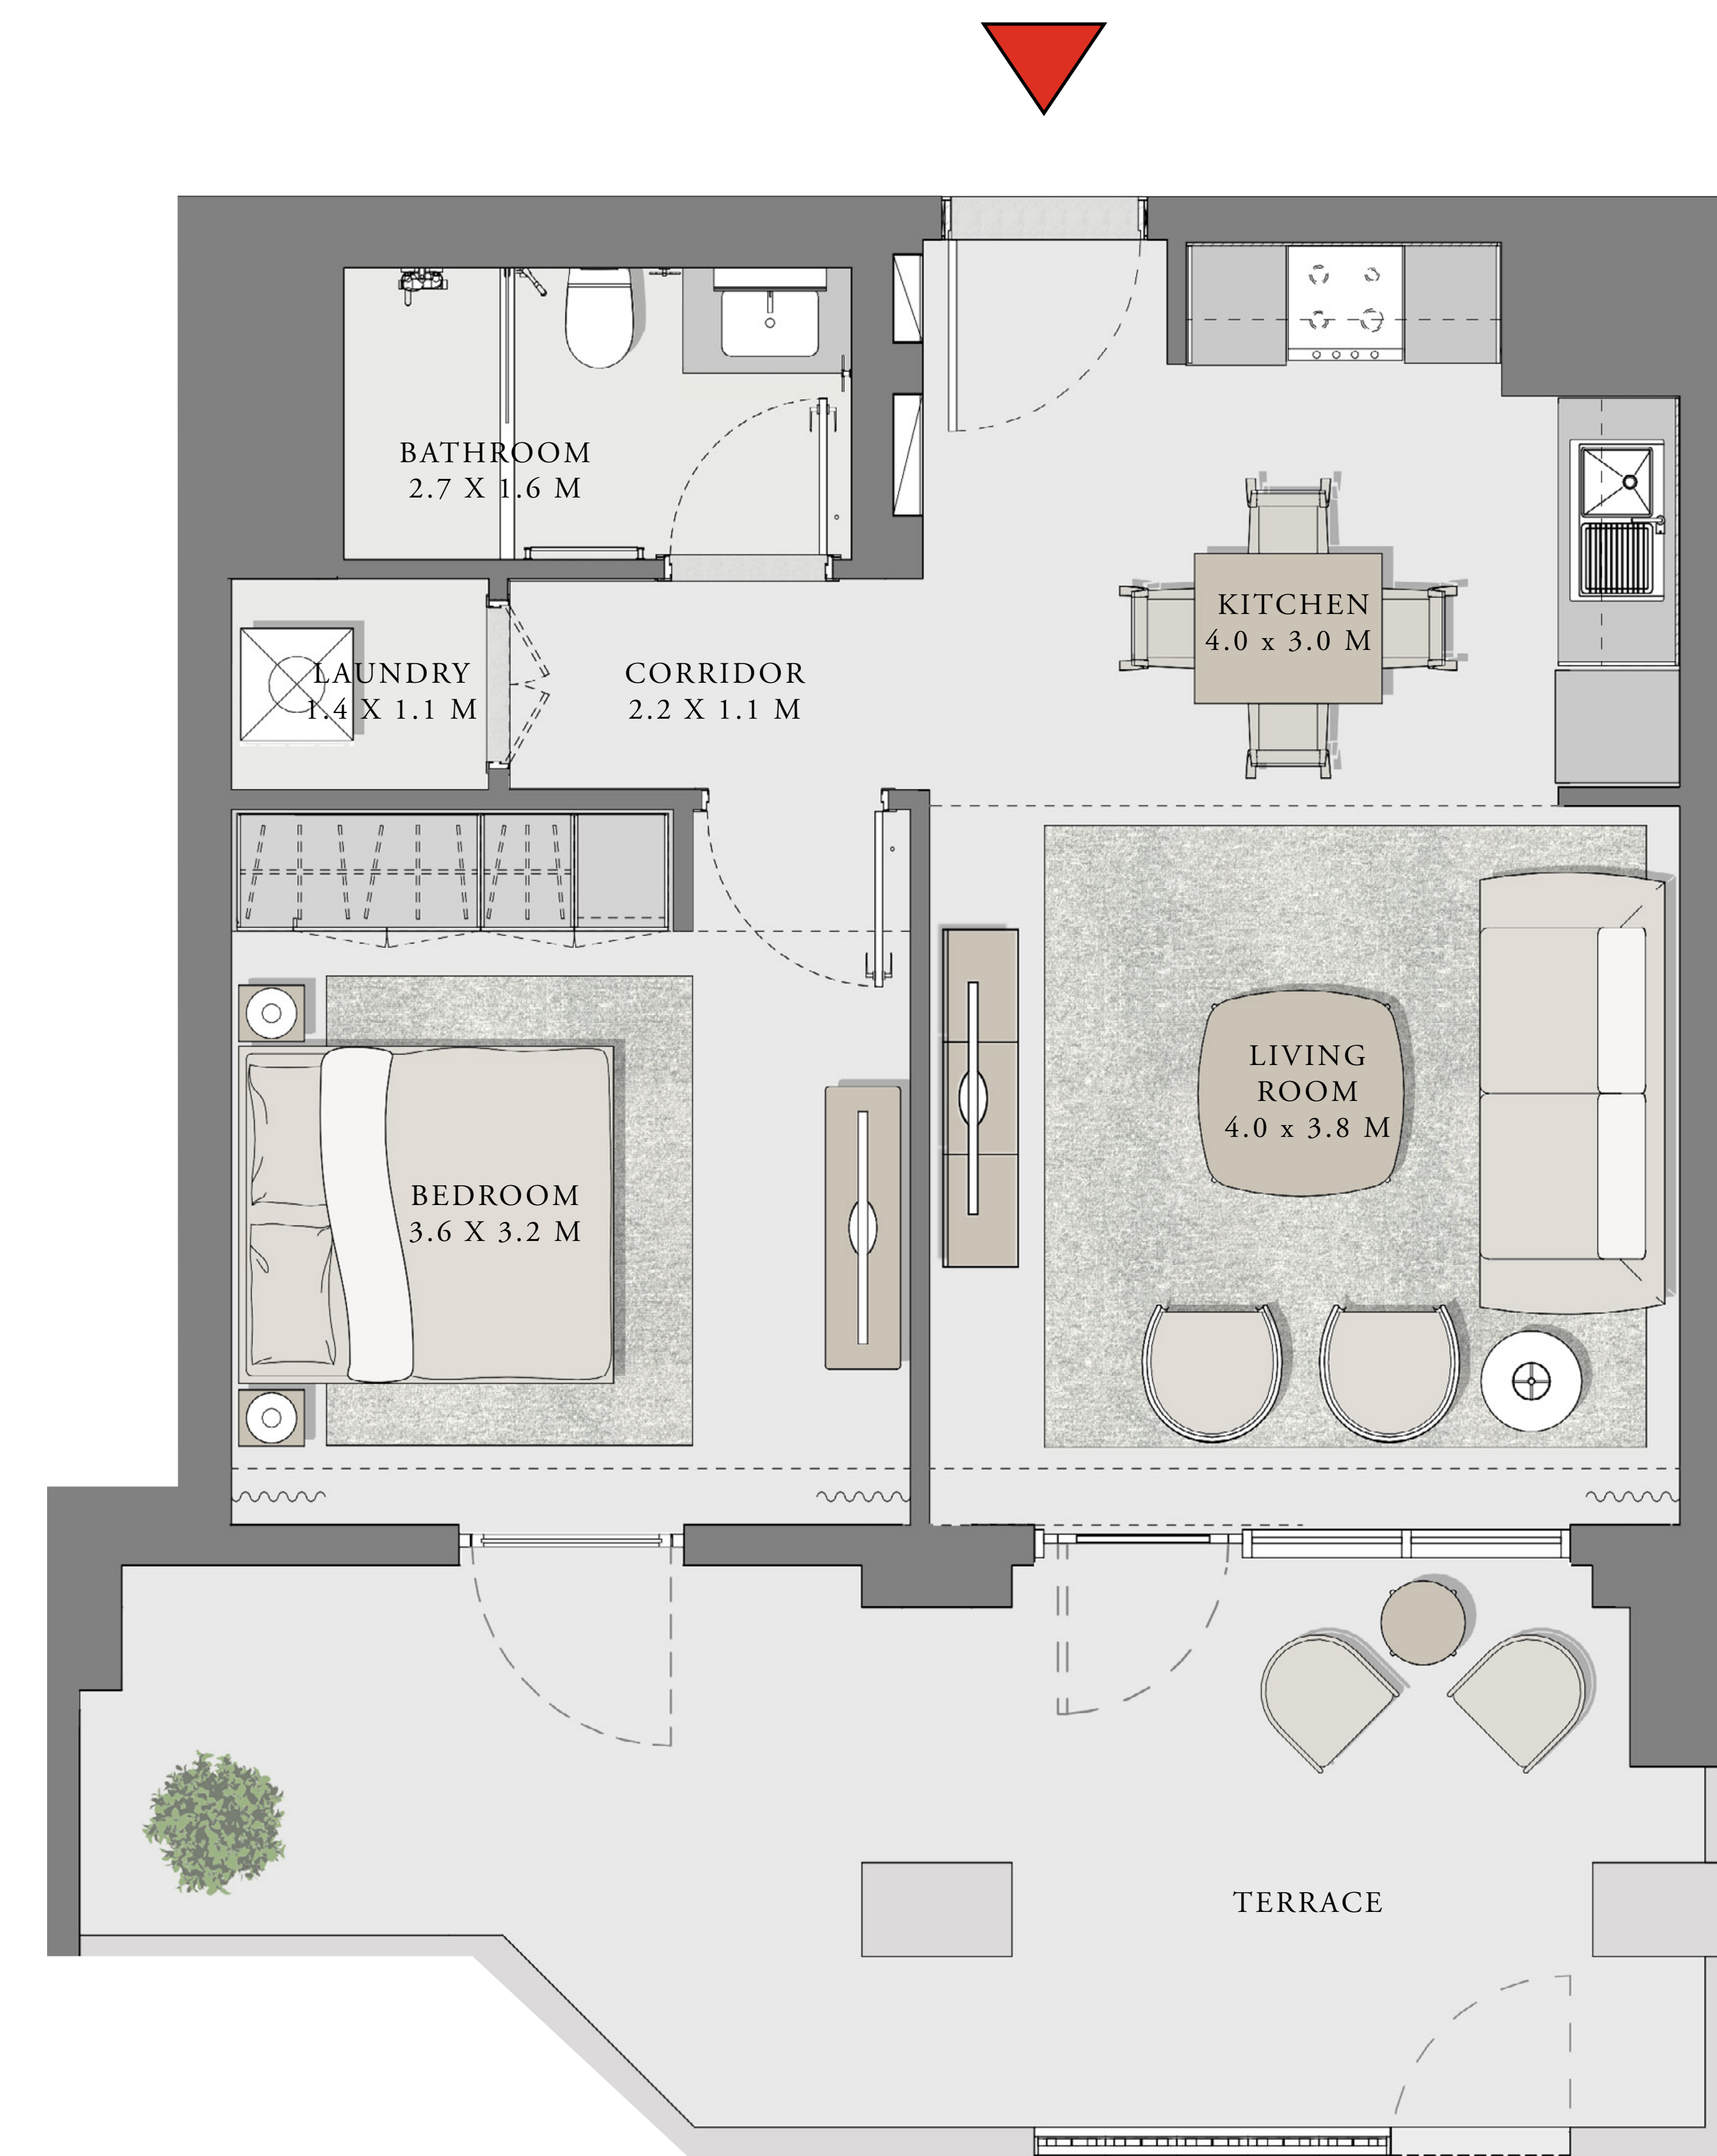 BATHROOM
2.7 X 1.6 M
KITCHEN
4.0 x 3.0 M
LAUNDRY
1.4 X 1.1 M
CORRIDOR
2.2 X 1.1 M
LIVING
ROOM
4.0 x 3.8 M
BEDROOM
3.6 X 3.2 M
TERRACE